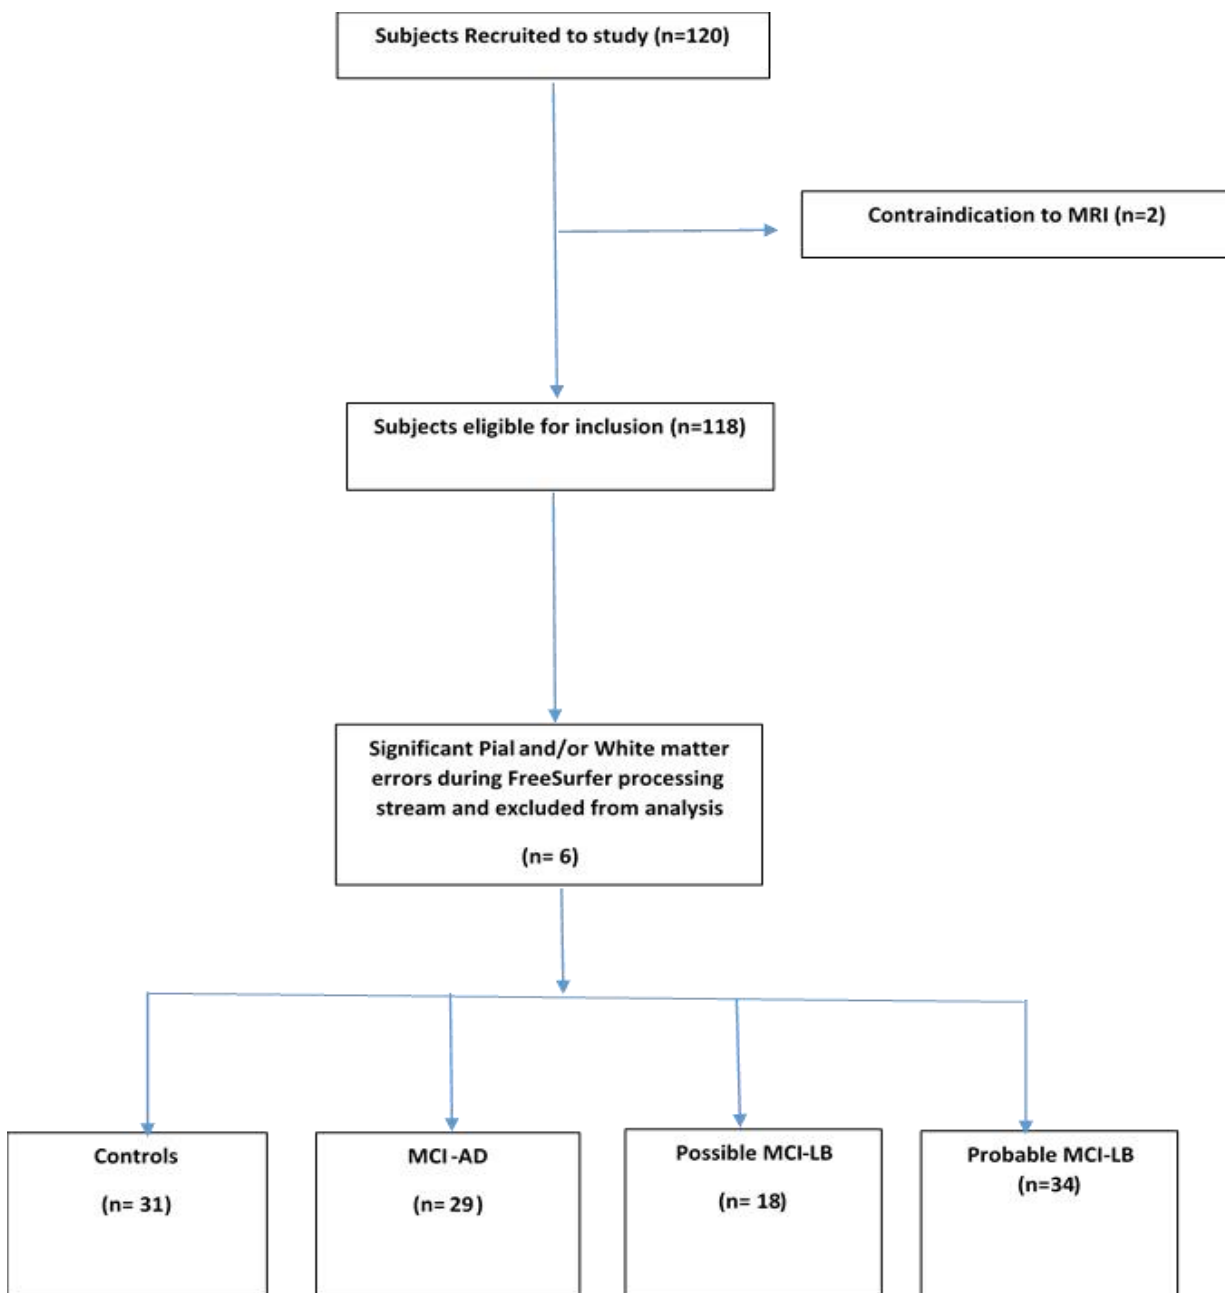 Subjects Recruited to study (n=120)
Contraindication to MRI (n=2)
Subjects eligible for inclusion (n=118)
Significant Pial and/or White matter
errors during FreeSurfer processing
stream and excluded from analysis
(n= 6)
Controls
(n= 31)
MCI-AD
(n= 29)
Possible MCI-LB
(n= 18)
Probable MCI-LB
(n=34)